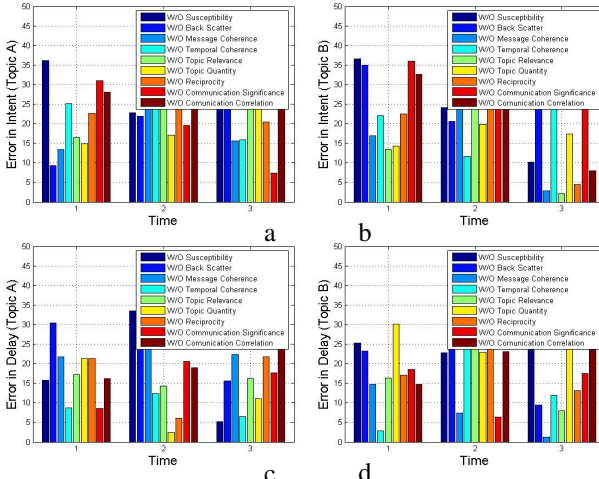 Error in Intent (Topic A)
50
45
40
35
30
25
20
15
10
5
0
W/O Susceptibility
W/O Back Scatter
W/O Message Coherence
W/O Temporal Coherence
W/O Topic Relevance
W/O Topic Quantity
W/O Reciprocity
W/O Communication Significance
W/O Comunication Correlation
1 2 3
Time
a
Error in Intent (Topic B)
50
45
40
35
30
25
20
15
10
5
0
W/O Susceptibility
W/O Back Scatter
W/O Message Coherence
W/O Temporal Coherence
W/O Topic Relevance
W/O Topic Quantity
W/O Reciprocity
W/O Communication Significance
W/O Comunication Correlation
1 2 3
Time
b
Error in Delay (Topic A)
50
45
40
35
30
25
20
15
10
5
0
W/O Susceptibility
W/O Back Scatter
W/O Message Coherence
W/O Temporal Coherence
W/O Topic Relevance
W/O Topic Quantity
W/O Reciprocity
W/O Communication Significance
W/O Comunication Correlation
1 2 3
Time
c
Error in Delay (Topic B)
50
45
40
35
30
25
20
15
10
5
0
W/O Susceptibility
W/O Back Scatter
W/O Message Coherence
W/O Temporal Coherence
W/O Topic Relevance
W/O Topic Quantity
W/O Reciprocity
W/O Communication Significance
W/O Comunication Correlation
1 2 3
Time
d